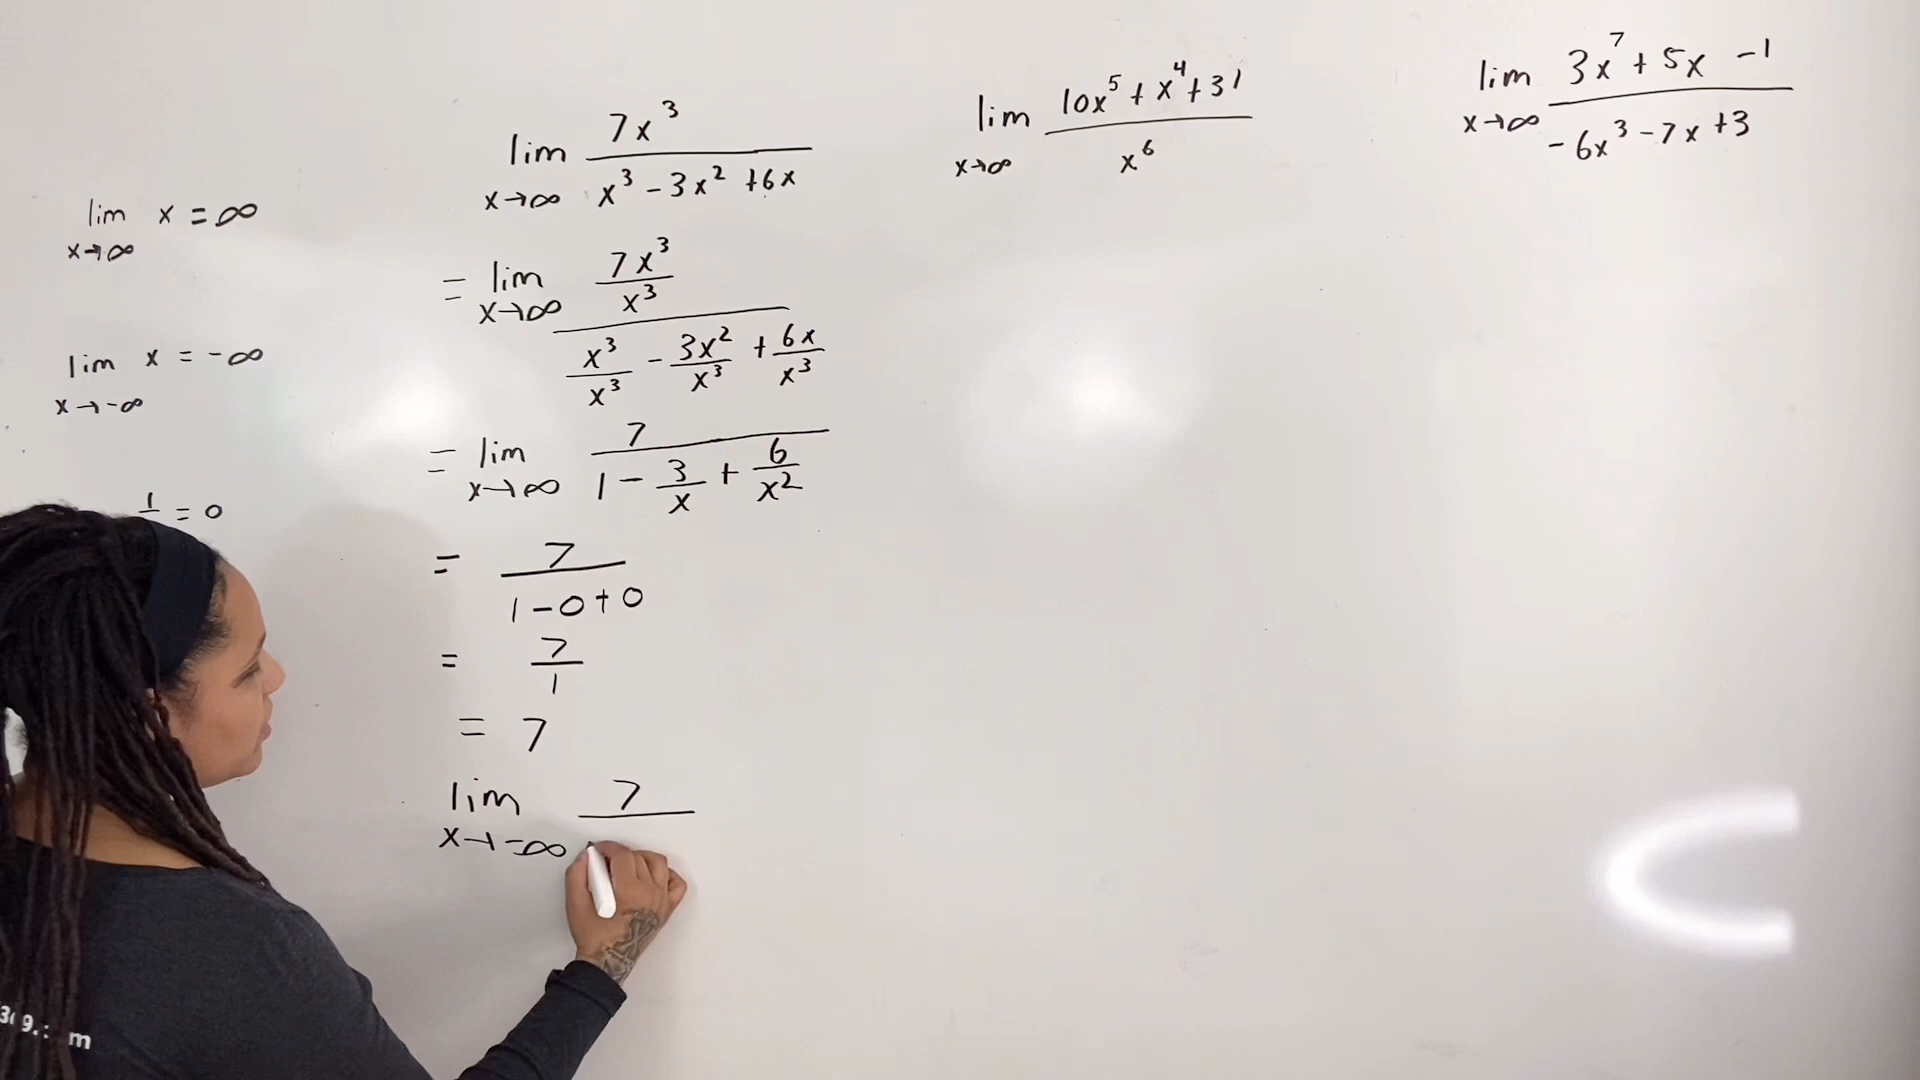 lim x = ∞
x→∞
lim x = -∞
x→-∞
1 = 0
lim 7x³
x→∞ x³ - 3x² + 6x
= lim 7x³
x→∞ x³
x³ - 3x² + 6x
x³ x³ x³
= lim 7
x→∞ 1 - 3 + 6
x x²
= 7
1 - 0 + 0
= 7
1
= 7
lim 7
x→-∞
lim 10x⁵ + x⁴ + 31
x→∞ x⁶
lim 3x⁷ + 5x - 1
x→∞ -6x³ - 7x + 3